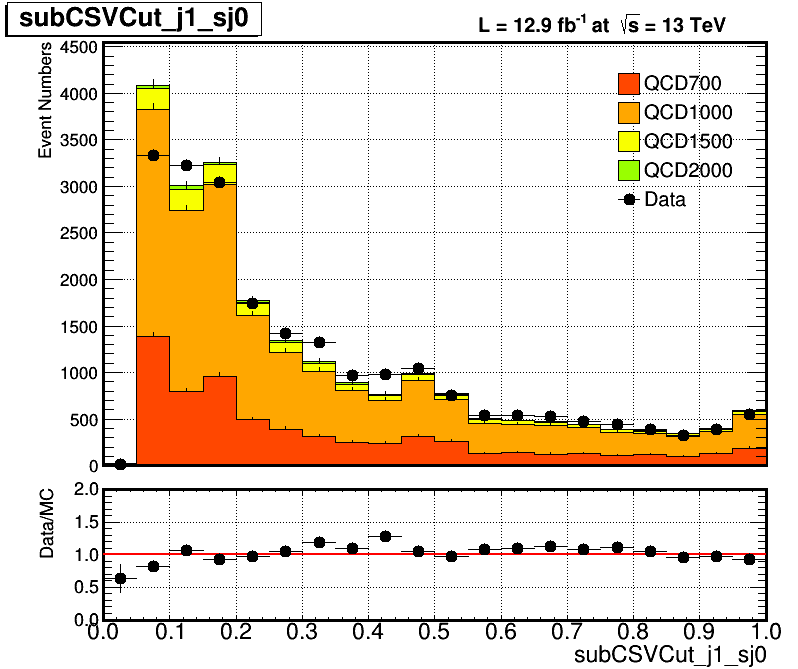 subCSVCut_j1_sj0
L = 12.9 fb⁻¹ at √s = 13 TeV
Event Numbers
4500
4000
3500
3000
2500
2000
1500
1000
500
0
QCD700
QCD1000
QCD1500
QCD2000
Data
Data/MC
2.0
1.5
1.0
0.5
0.0
0.0 0.1 0.2 0.3 0.4 0.5 0.6 0.7 0.8 0.9 1.0
subCSVCut_j1_sj0